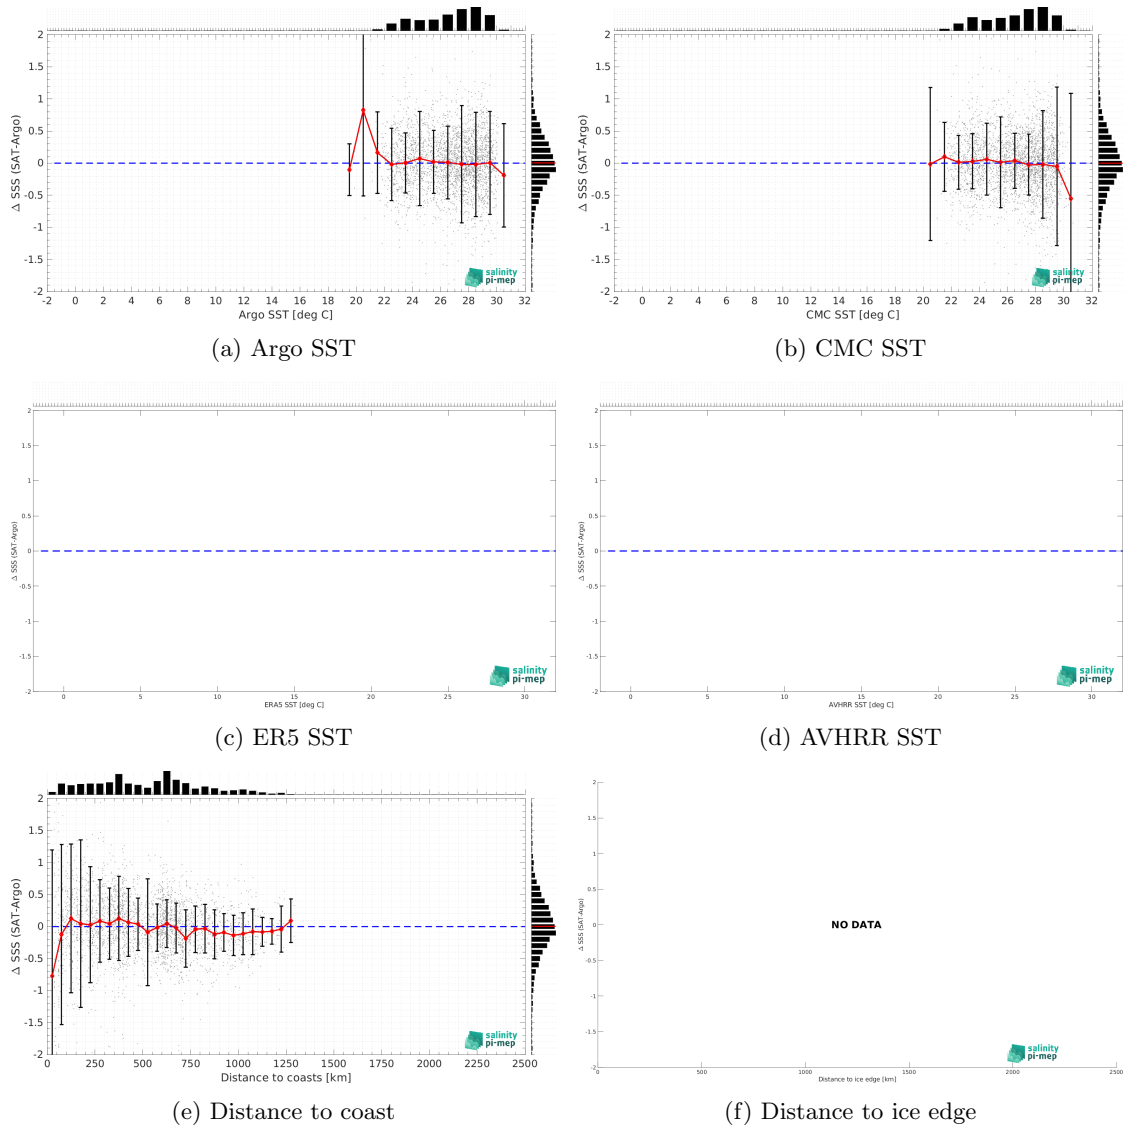 2
1.5
1
0.5
0
-0.5
-1
-1.5
-2
Δ SSS (SAT-Argo)
-2 0 2 4 6 8 10 12 14 16 18 20 22 24 26 28 30 32
Argo SST [deg C]
salinity
pi-mep
(a) Argo SST
2
1.5
1
0.5
0
-0.5
-1
-1.5
-2
Δ SSS (SAT-Argo)
-2 0 2 4 6 8 10 12 14 16 18 20 22 24 26 28 30 32
CMC SST [deg C]
salinity
pi-mep
(b) CMC SST
2
1.5
1
0.5
0
-0.5
-1
-1.5
-2
Δ SSS (SAT-Argo)
0 5 10 15 20 25 30
ERA5 SST [deg C]
salinity
pi-mep
(c) ER5 SST
2
1.5
1
0.5
0
-0.5
-1
-1.5
-2
Δ SSS (SAT-Argo)
0 5 10 15 20 25 30
AVHRR SST [deg C]
salinity
pi-mep
(d) AVHRR SST
2
1.5
1
0.5
0
-0.5
-1
-1.5
-2
Δ SSS (SAT-Argo)
0 250 500 750 1000 1250 1500 1750 2000 2250 2500
Distance to coasts [km]
salinity
pi-mep
(e) Distance to coast
2
1.5
1
0.5
0
-0.5
-1
-1.5
-2
Δ SSS (SAT-Argo)
NO DATA
0 500 1000 1500 2000 2500
Distance to ice edge [km]
salinity
pi-mep
(f) Distance to ice edge